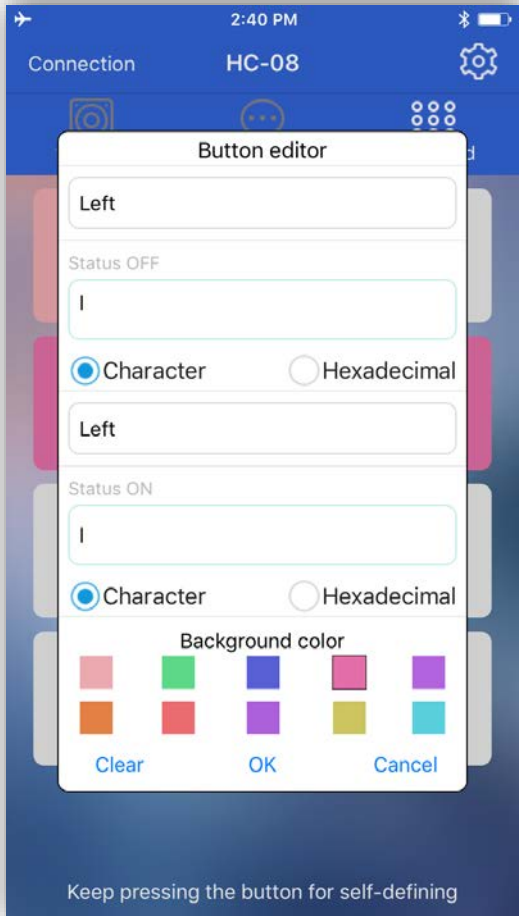 2:40 PM
Connection HC-08
Button editor
Left
Status OFF
l
Character Hexadecimal
Left
Status ON
l
Character Hexadecimal
Background color
Clear OK Cancel
Keep pressing the button for self-defining